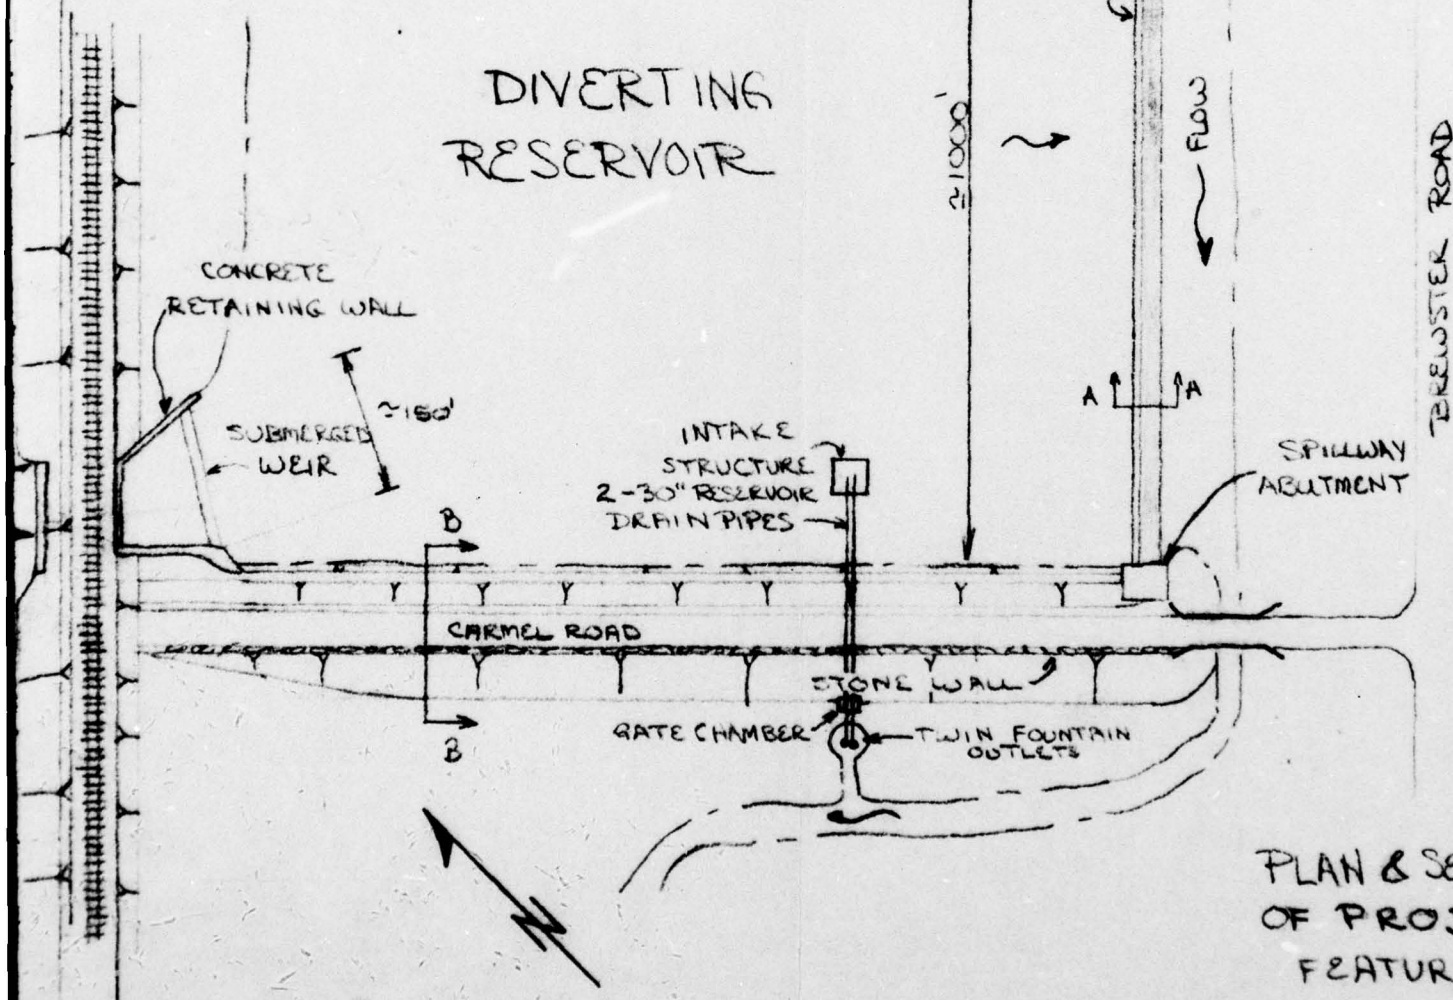 DIVERTING
RESERVOIR
≈1000'
FLOW
BREWSTER ROAD
CONCRETE
RETAINING WALL
≈150'
SUBMERGED
WEIR
INTAKE
STRUCTURE
2-30" RESERVOIR
DRAIN PIPES
A A
SPILLWAY
ABUTMENT
B
CARMEL ROAD
STONE WALL
GATE CHAMBER
TWIN FOUNTAIN
OUTLETS
B
N
PLAN & SE
OF PROJ
FEATUR